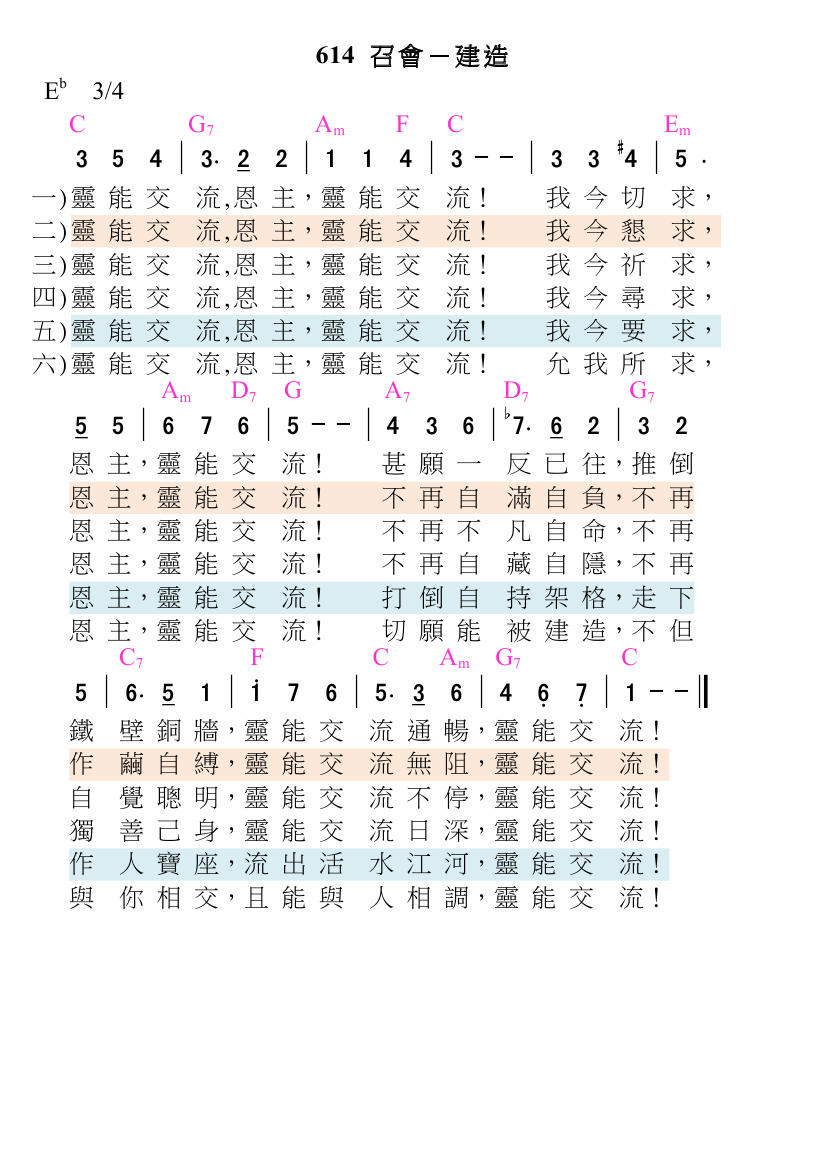 614 召會－建造
E♭ 3/4
C G7 Am F C Em
3 5 4 | 3. 2 2 | 1 1 4 | 3 － － | 3 3 ♯4 | 5 .
一)靈能交 流,恩主，靈能交 流！ 我今切 求，
二)靈能交 流,恩主，靈能交 流！ 我今懇 求，
三)靈能交 流,恩主，靈能交 流！ 我今祈 求，
四)靈能交 流,恩主，靈能交 流！ 我今尋 求，
五)靈能交 流,恩主，靈能交 流！ 我今要 求，
六)靈能交 流,恩主，靈能交 流！ 允我所 求，
Am D7 G A7 D7 G7
5 5 | 6 7 6 | 5 － － | 4 3 6 | ♭7. 6 2 | 3 2
恩主，靈能交 流！ 甚願一 反已往，推倒
恩主，靈能交 流！ 不再自 滿自負，不再
恩主，靈能交 流！ 不再不 凡自命，不再
恩主，靈能交 流！ 不再自 藏自隱，不再
恩主，靈能交 流！ 打倒自 持架格，走下
恩主，靈能交 流！ 切願能 被建造，不但
C7 F C Am G7 C
5 | 6. 5 1 | i 7 6 | 5. 3 6 | 4 6 7 | 1 － － ‖
鐵 壁銅牆，靈能交 流通暢，靈能交 流！
作 繭自縛，靈能交 流無阻，靈能交 流！
自 覺聰明，靈能交 流不停，靈能交 流！
獨 善己身，靈能交 流日深，靈能交 流！
作 人寶座，流出活 水江河，靈能交 流！
與 你相交，且能與 人相調，靈能交 流！